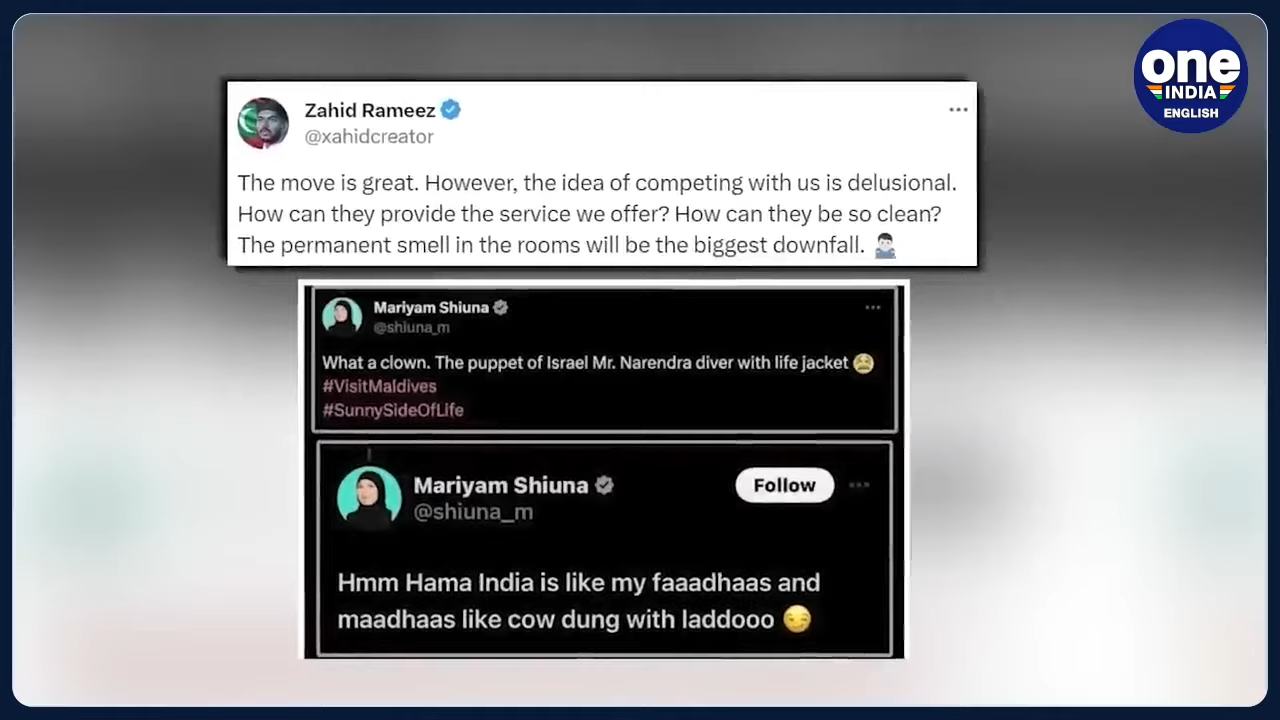 one
INDIA
ENGLISH
Zahid Rameez
@xahidcreator
The move is great. However, the idea of competing with us is delusional.
How can they provide the service we offer? How can they be so clean?
The permanent smell in the rooms will be the biggest downfall. 🤷🏻‍♂️
Mariyam Shiuna
@shiuna_m
What a clown. The puppet of Israel Mr. Narendra diver with life jacket 😫
#VisitMaldives
#SunnySideOfLife
Mariyam Shiuna
Follow
@shiuna_m
Hmm Hama India is like my faaadhaas and
maadhaas like cow dung with laddooo 😏